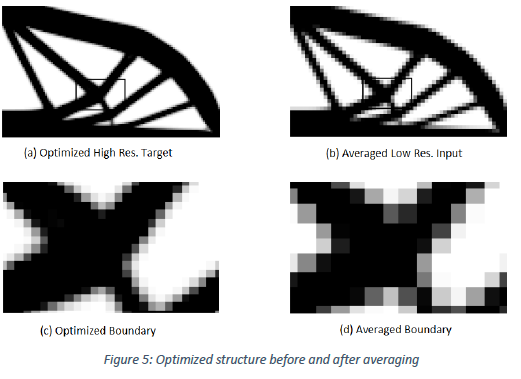 (a) Optimized High Res. Target
(b) Averaged Low Res. Input
(c) Optimized Boundary
(d) Averaged Boundary
Figure 5: Optimized structure before and after averaging